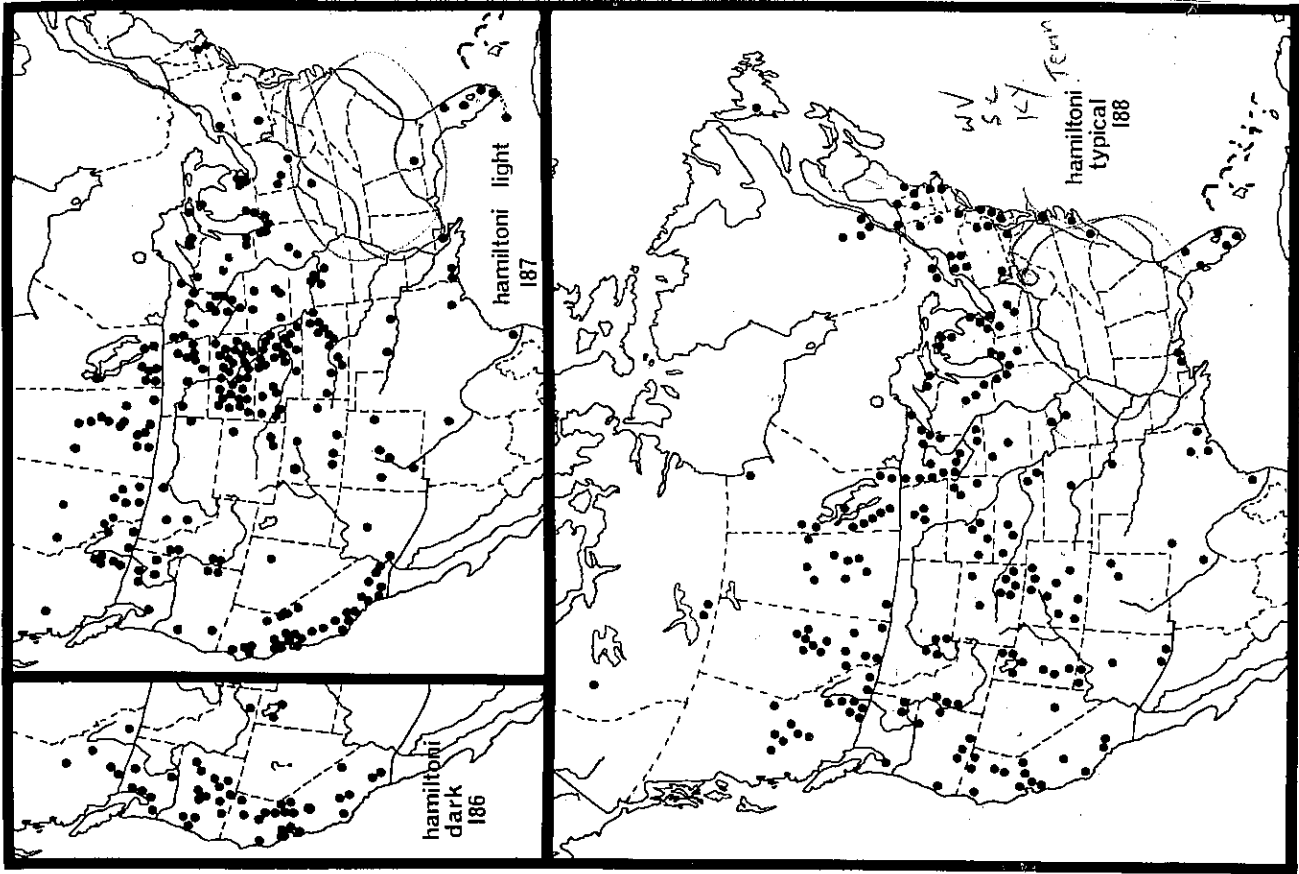 hamiltoni light
187
hamiltoni
dark
186
?
WV
SC
KY
Tenn
hamiltoni
typical
188